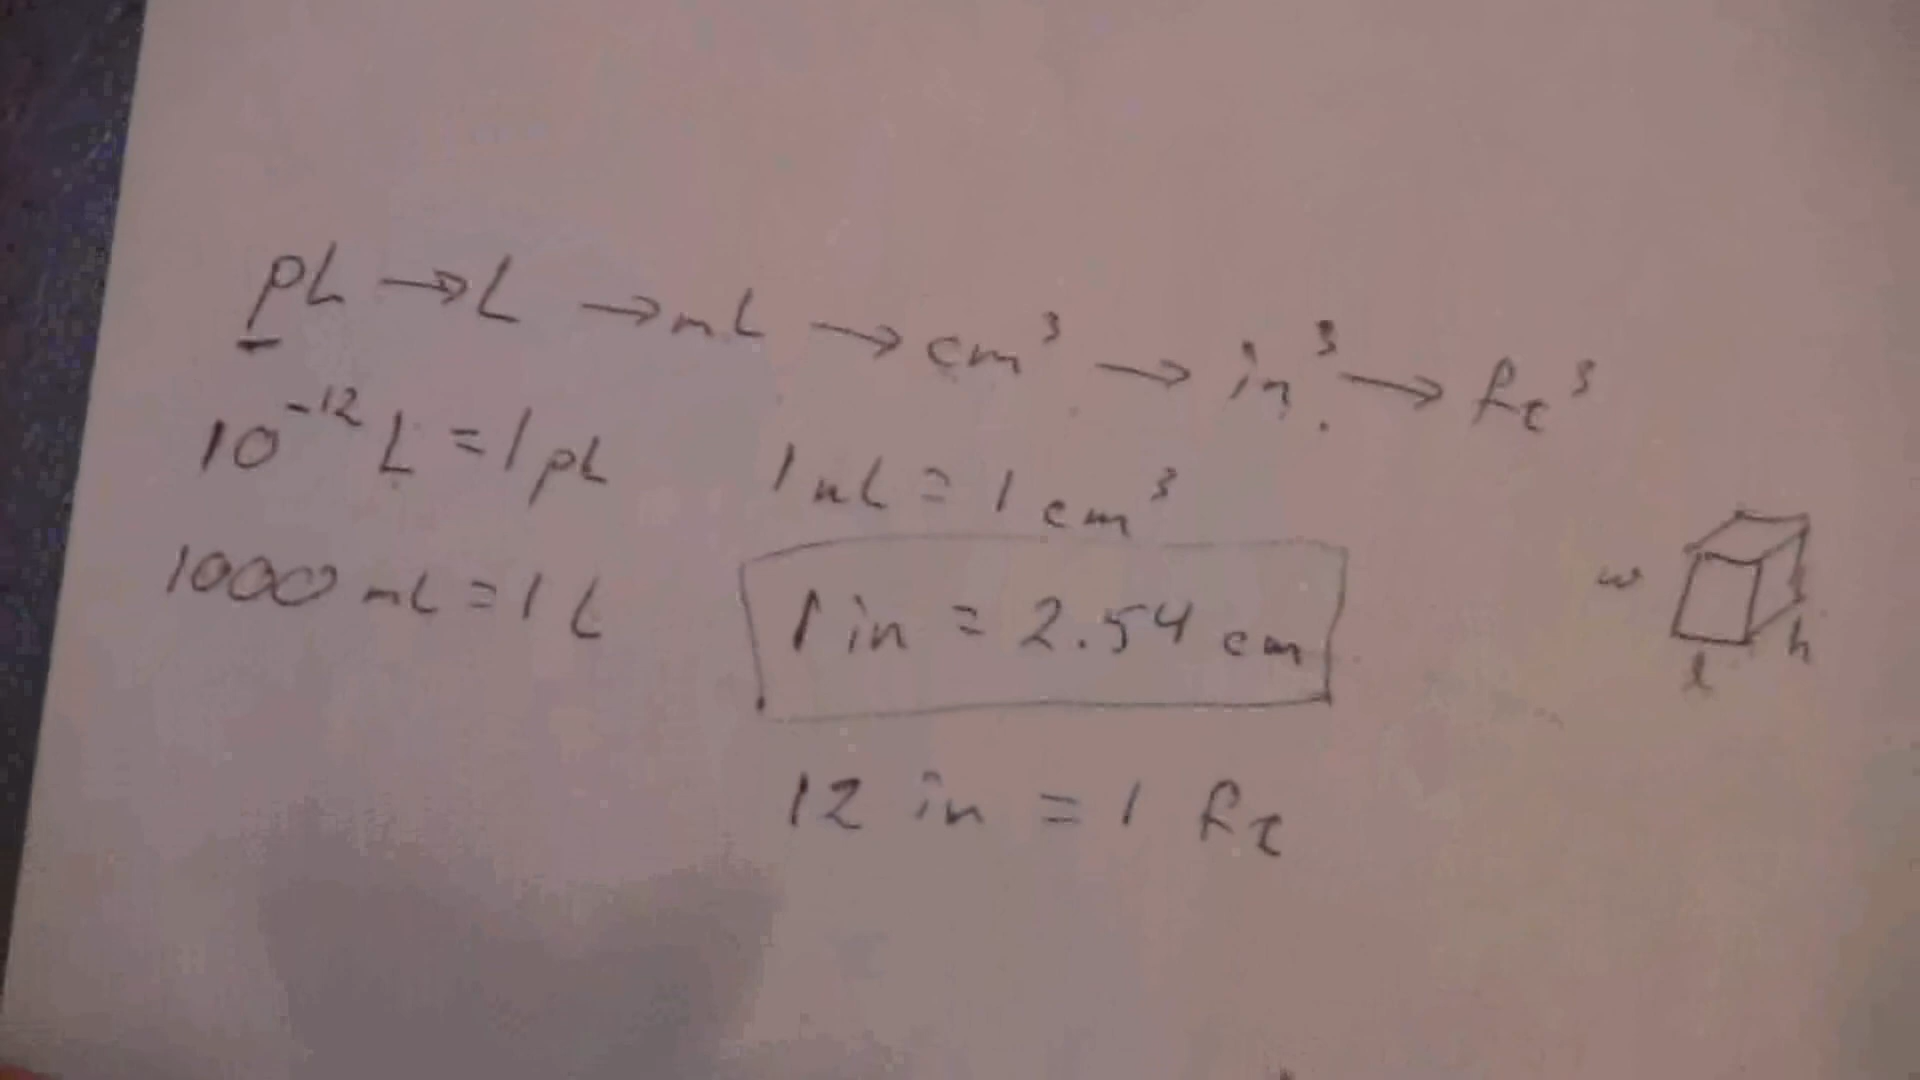 pL → L → mL → cm³ → in³ → ft³
10⁻¹² L = 1 pL
1 mL = 1 cm³
1000 mL = 1 L
1 in = 2.54 cm
12 in = 1 ft
w
h
l